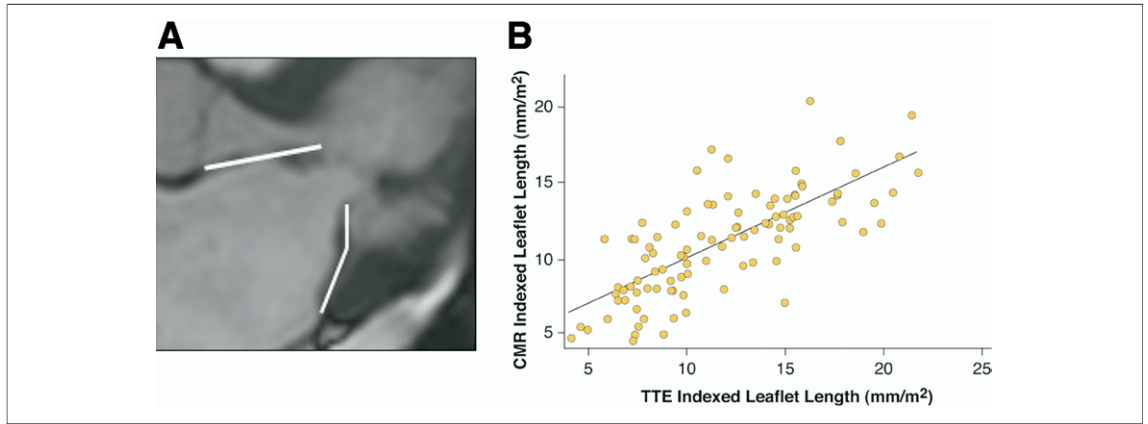 A
B
CMR Indexed Leaflet Length (mm/m²)
20
15
10
5
5 10 15 20 25
TTE Indexed Leaflet Length (mm/m²)